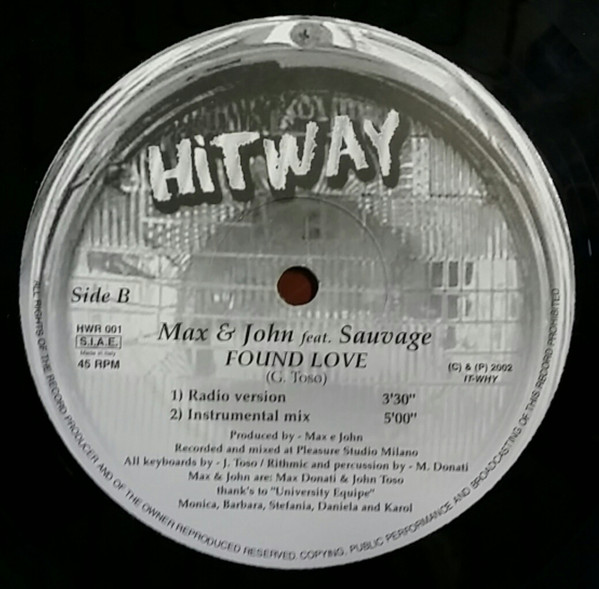 HiTWAY
Side B
HWR 001
S.I.A.E.
Made in Italy
45 RPM
Max & John feat. Sauvage
FOUND LOVE
(G. Toso)
(C) & (P) 2002
IT-WHY
1) Radio version 3'30"
2) Instrumental mix 5'00"
Produced by - Max e John
Recorded and mixed at Pleasure Studio Milano
All keyboards by - J. Toso / Rithmic and percussion by - M. Donati
Max & John are: Max Donati & John Toso
thank's to "University Equipe"
Monica, Barbara, Stefania, Daniela and Karol
ALL RIGHTS OF THE RECORD PRODUCER AND OF THE OWNER REPRODUCED RESERVED. COPYING, PUBLIC PERFORMANCE AND BROADCASTING OF THIS RECORD PROHIBITED